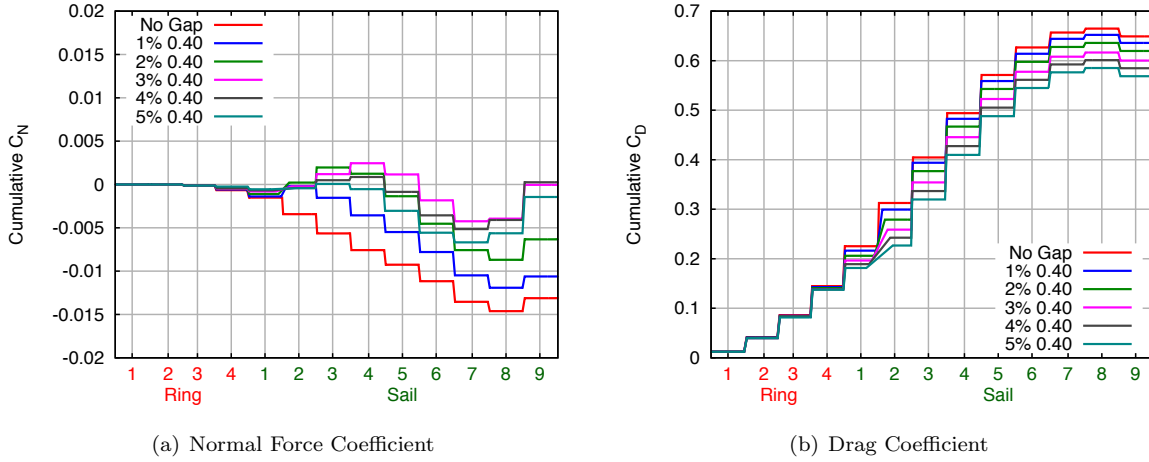 0.02
0.015
0.01
0.005
0
-0.005
-0.01
-0.015
-0.02
Cumulative C_N
No Gap
1% 0.40
2% 0.40
3% 0.40
4% 0.40
5% 0.40
1 2 3 4 1 2 3 4 5 6 7 8 9
Ring Sail
(a) Normal Force Coefficient
0.7
0.6
0.5
0.4
0.3
0.2
0.1
0
Cumulative C_D
No Gap
1% 0.40
2% 0.40
3% 0.40
4% 0.40
5% 0.40
1 2 3 4 1 2 3 4 5 6 7 8 9
Ring Sail
(b) Drag Coefficient